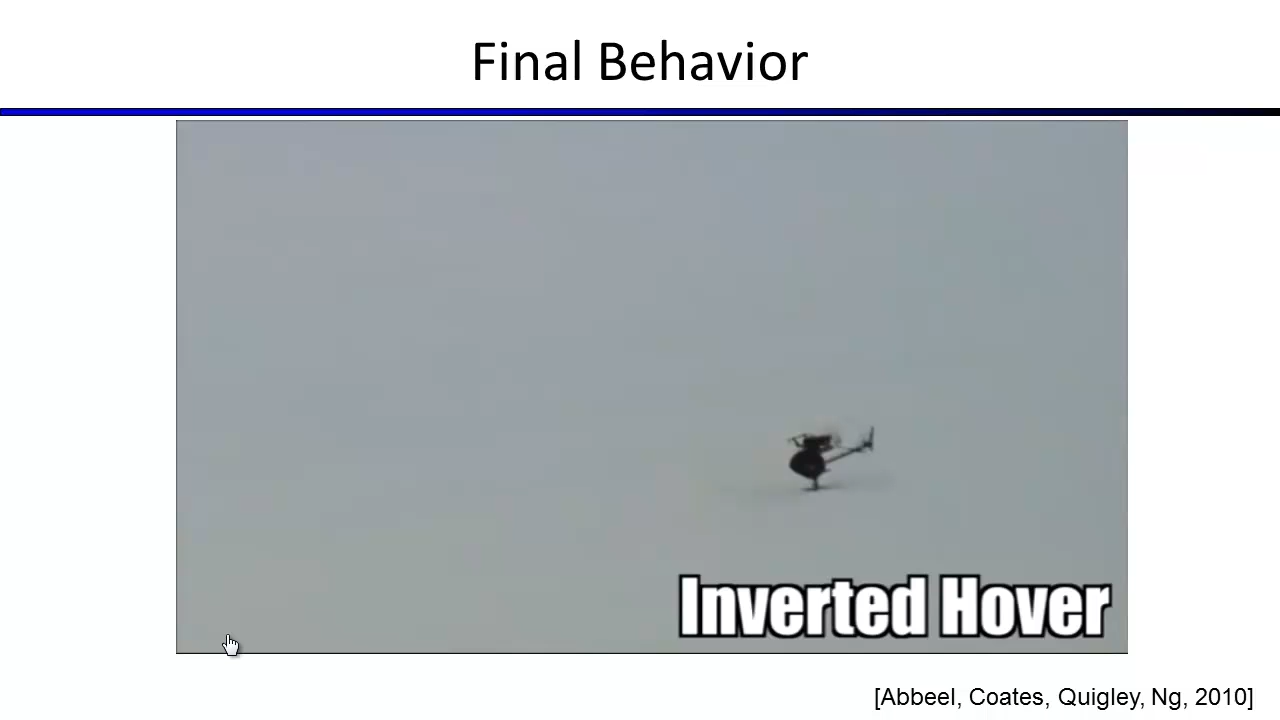 Final Behavior
Inverted Hover
[Abbeel, Coates, Quigley, Ng, 2010]